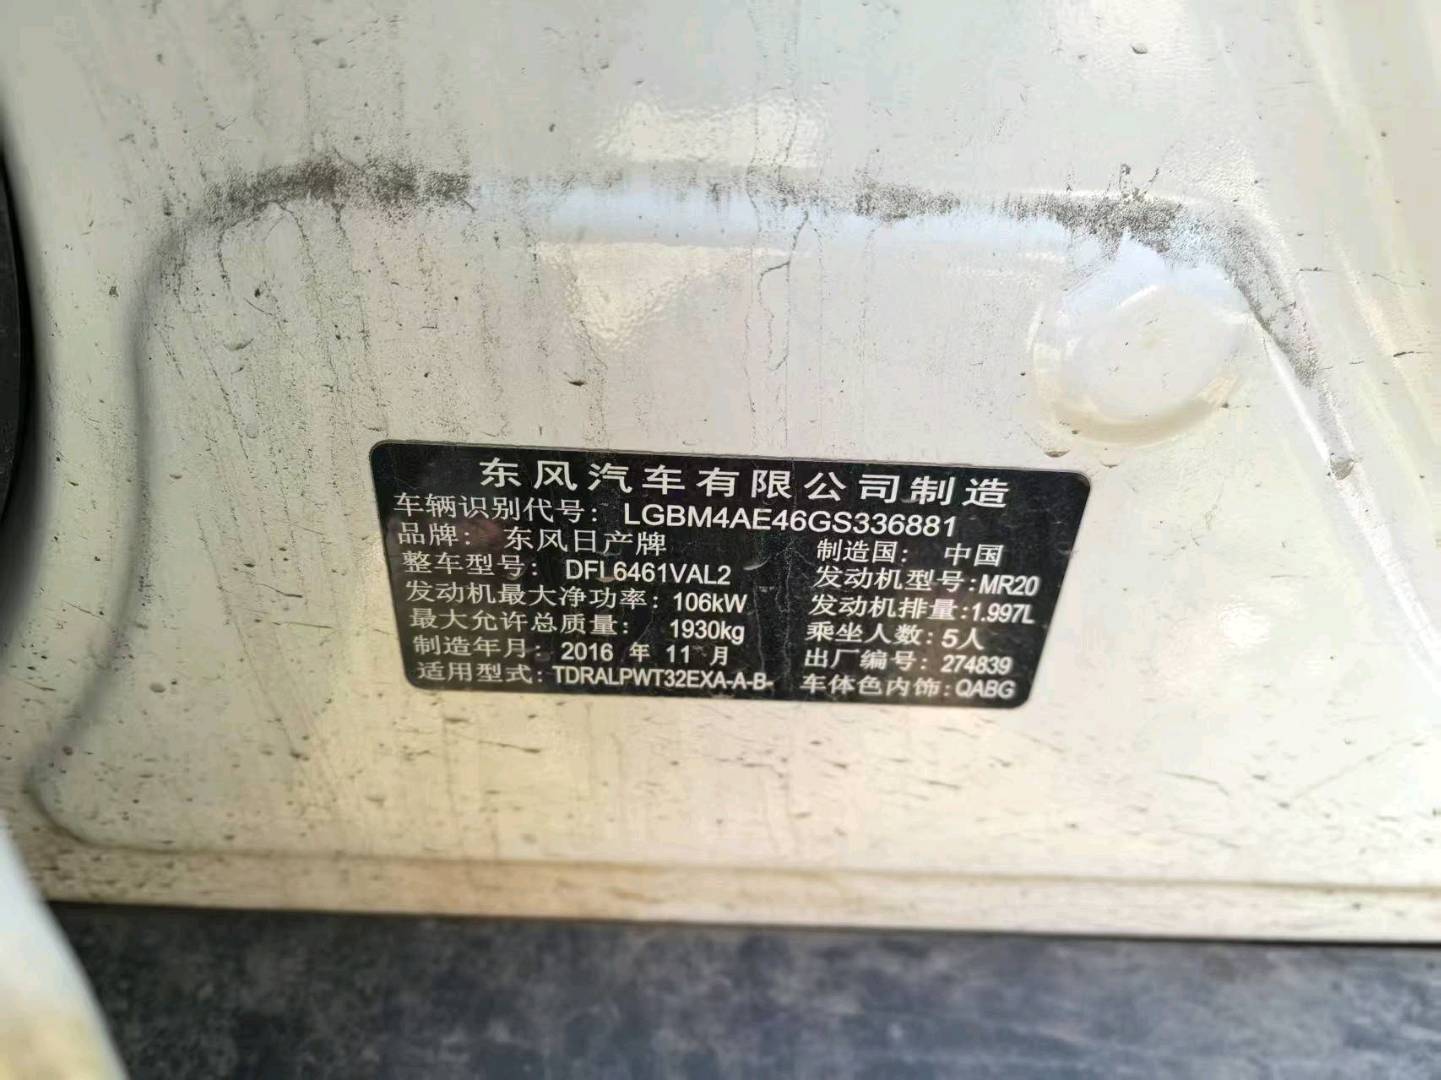 东风汽车有限公司制造
车辆识别代号: LGBM4AE46GS336881
品牌: 东风日产牌 制造国: 中国
整车型号: DFL6461VAL2 发动机型号:MR20
发动机最大净功率: 106kW 发动机排量:1.997L
最大允许总质量: 1930kg 乘坐人数: 5人
制造年月: 2016 年 11 月 出厂编号: 274839
适用型式: TDRALPWT32EXA-A-B- 车体色内饰:QABG